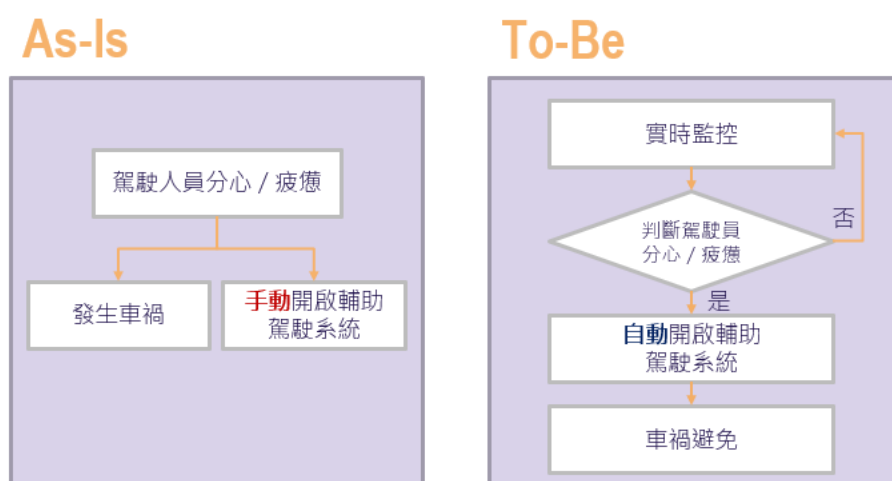 As-Is
駕駛人員分心 / 疲憊
發生車禍
手動開啟輔助
駕駛系統
To-Be
實時監控
判斷駕駛員
分心 / 疲憊
否
是
自動開啟輔助
駕駛系統
車禍避免